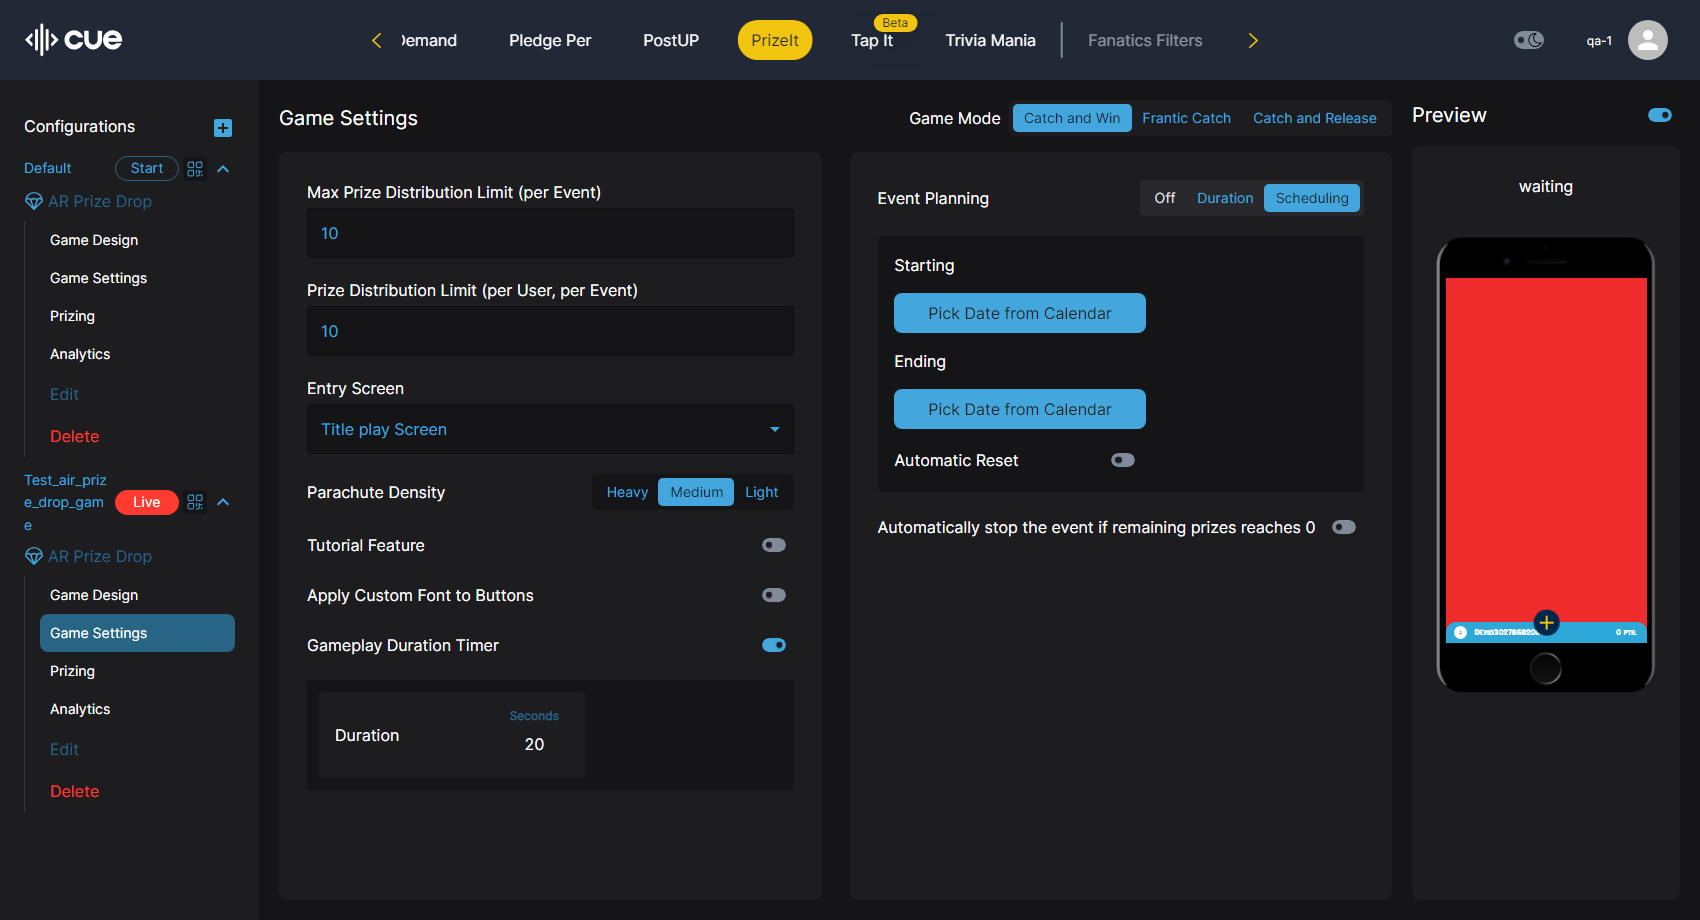 cue
Demand
Pledge Per
PostUP
PrizeIt
Beta
Tap It
Trivia Mania
Fanatics Filters
qa-1
Configurations
Default
Start
AR Prize Drop
Game Design
Game Settings
Prizing
Analytics
Edit
Delete
Test_air_priz
e_drop_gam
e
Live
AR Prize Drop
Game Design
Game Settings
Prizing
Analytics
Edit
Delete
Game Settings
Game Mode
Catch and Win
Frantic Catch
Catch and Release
Max Prize Distribution Limit (per Event)
10
Prize Distribution Limit (per User, per Event)
10
Entry Screen
Title play Screen
Parachute Density
Heavy
Medium
Light
Tutorial Feature
Apply Custom Font to Buttons
Gameplay Duration Timer
Duration
Seconds
20
Event Planning
Off
Duration
Scheduling
Starting
Pick Date from Calendar
Ending
Pick Date from Calendar
Automatic Reset
Automatically stop the event if remaining prizes reaches 0
Preview
waiting
0 PTS.